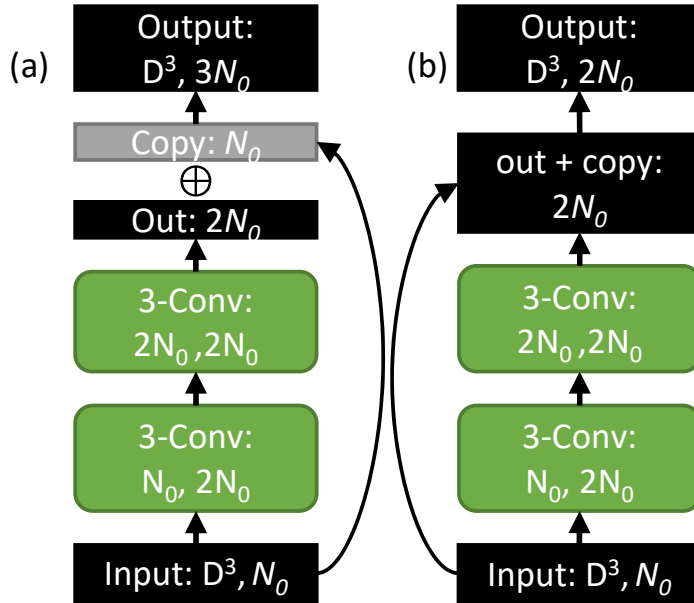 (a)
Output:
D³, 3N₀
Copy: N₀
⊕
Out: 2N₀
3-Conv:
2N₀ ,2N₀
3-Conv:
N₀, 2N₀
Input: D³, N₀
(b)
Output:
D³, 2N₀
out + copy:
2N₀
3-Conv:
2N₀ ,2N₀
3-Conv:
N₀, 2N₀
Input: D³, N₀